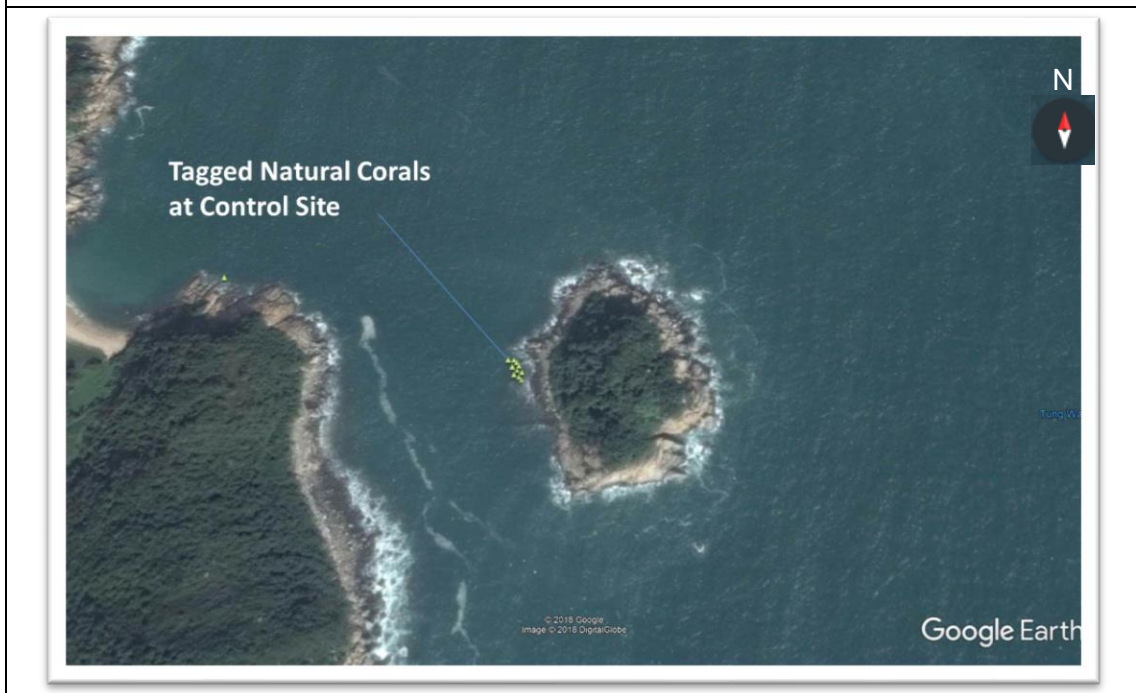 N
Tagged Natural Corals
at Control Site
Tung Wa
© 2018 Google
Image © 2018 DigitalGlobe
Google Earth